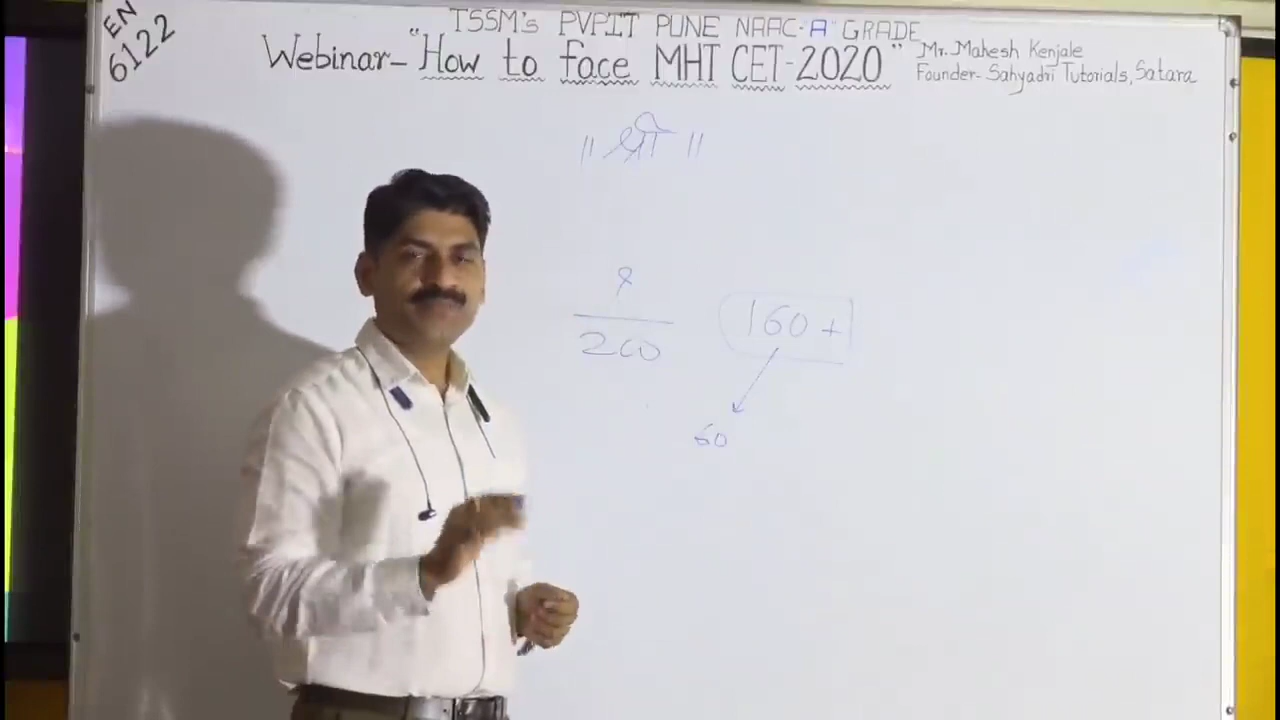 EN
6122
TSSM's PVPIT PUNE NAAC-A GRADE
Webinar- "How to face MHT CET-2020"
Mr. Mahesh Kenjale
Founder- Sahyadri Tutorials, Satara
॥ श्री ॥
200
160+
60